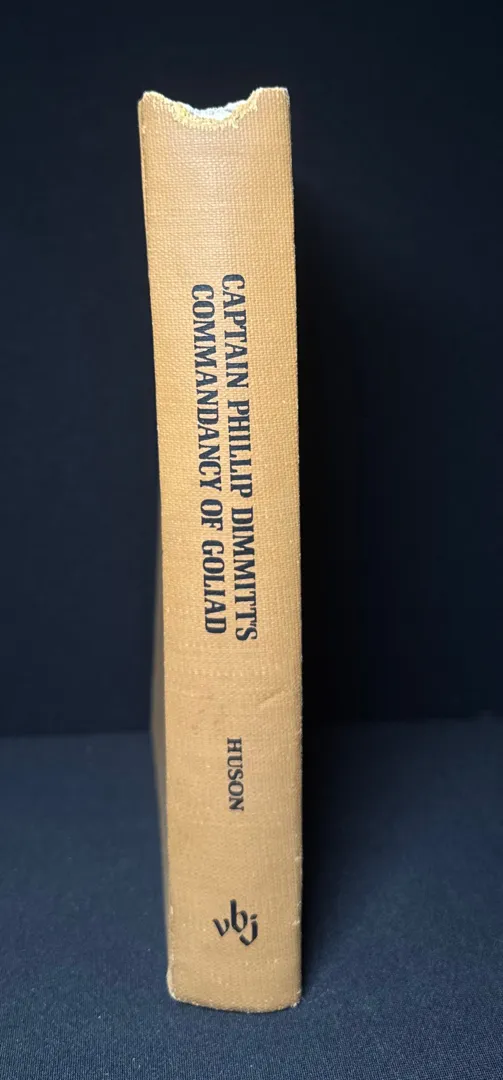 CAPTAIN PHILLIP DIMMITT'S
COMMANDANCY OF GOLIAD
HUSON
vbj